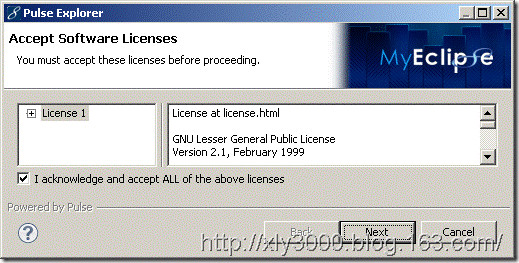 Pulse Explorer
Accept Software Licenses
You must accept these licenses before proceeding.
MyEclipse
License 1
License at license.html
GNU Lesser General Public License
Version 2.1, February 1999
I acknowledge and accept ALL of the above licenses
Powered by Pulse
?
Back
Next
Cancel
http://xly3000.blog.163.com/